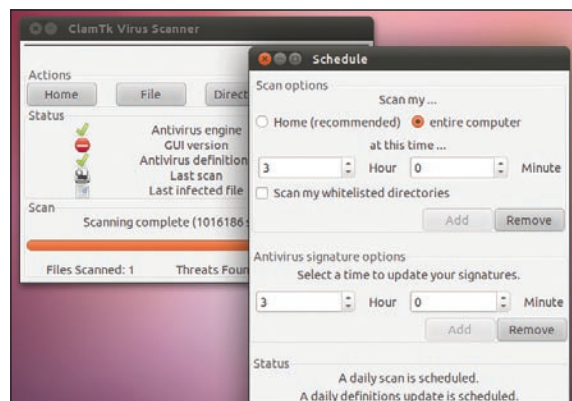 ClamTk Virus Scanner
Actions
Home File Direct
Status
Antivirus engine
GUI version
Antivirus definition
Last scan
Last infected file
Scan
Scanning complete (1016186 s
Files Scanned: 1 Threats Foun
Schedule
Scan options
Scan my ...
Home (recommended) entire computer
at this time ...
3 Hour 0 Minute
Scan my whitelisted directories
Add Remove
Antivirus signature options
Select a time to update your signatures.
3 Hour 0 Minute
Add Remove
Status
A daily scan is scheduled.
A daily definitions update is scheduled.